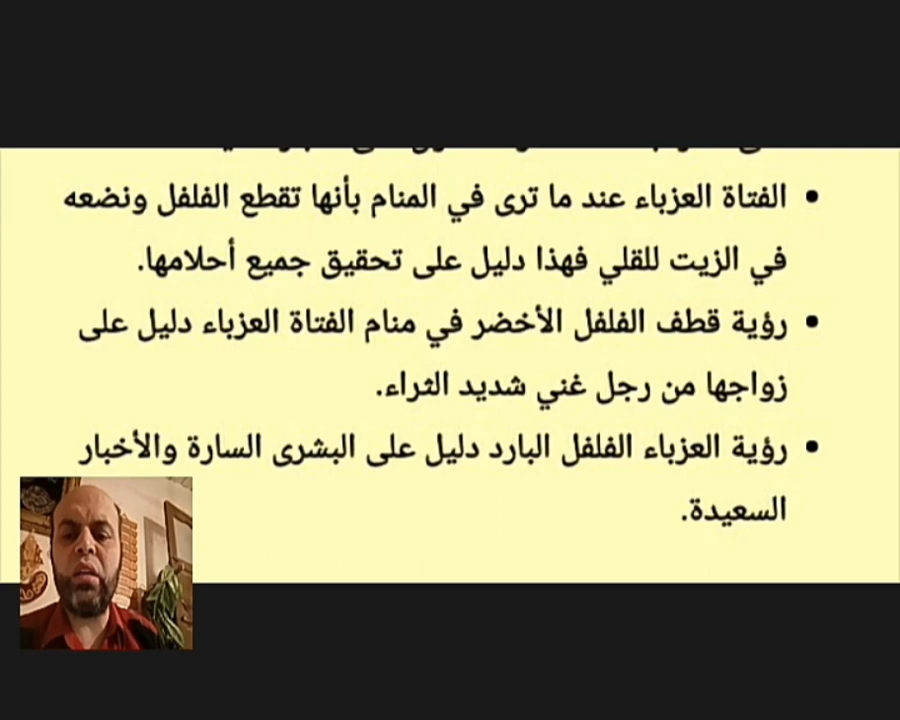 الفتاة العزباء عند ما ترى في المنام بأنها تقطع الفلفل ونضعه
في الزيت للقلي فهذا دليل على تحقيق جميع أحلامها.
رؤية قطف الفلفل الأخضر في منام الفتاة العزباء دليل على
زواجها من رجل غني شديد الثراء.
رؤية العزباء الفلفل البارد دليل على البشرى السارة والأخبار
السعيدة.